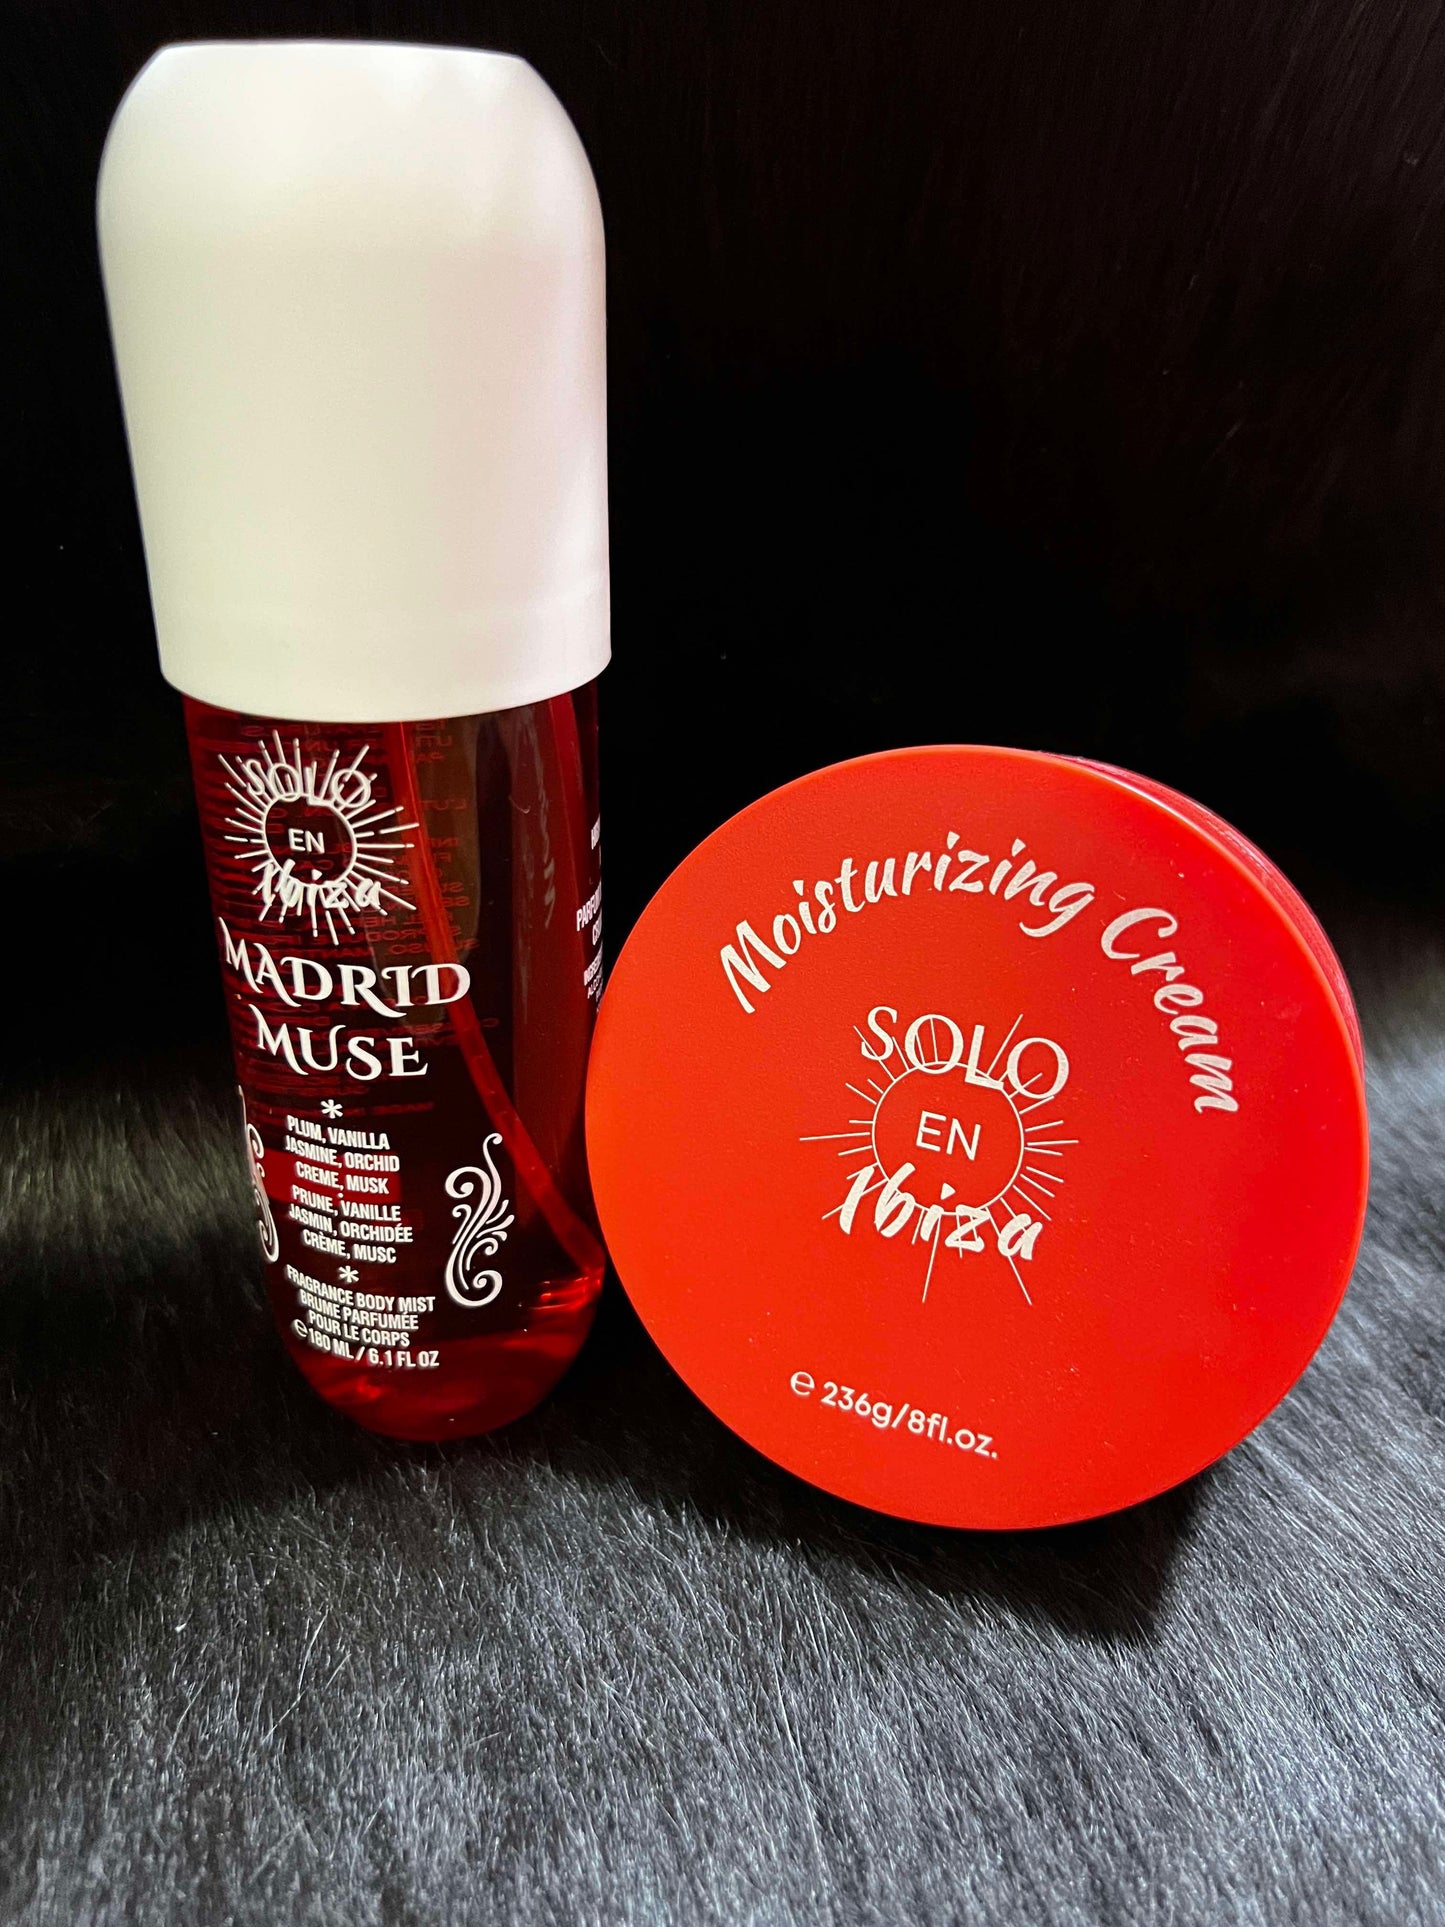 SOLO
EN
Ibiza
MADRID
MUSE
*
PLUM, VANILLA
JASMINE, ORCHID
CREME, MUSK
•
PRUNE, VANILLE
JASMIN, ORCHIDÉE
CRÈME, MUSC
*
FRAGRANCE BODY MIST
BRUME PARFUMÉE
POUR LE CORPS
℮ 180 ML / 6.1 FL OZ
Moisturizing Cream
SOLO
EN
Ibiza
℮ 236g/8fl.oz.